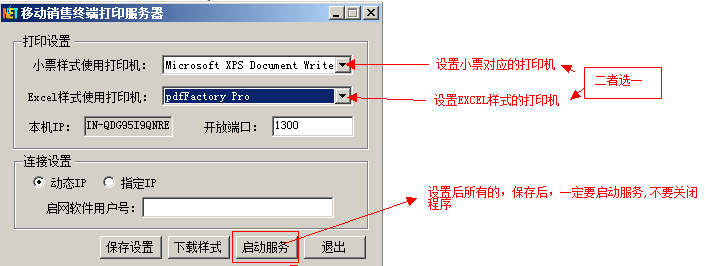 NET 移动销售终端打印服务器
打印设置
小票样式使用打印机： Microsoft XPS Document Write
设置小票对应的打印机
二者选一
Excel样式使用打印机： pdfFactory Pro
设置EXCEL样式的打印机
本机IP： IN-QDG95I9QNRE 开放端口： 1300
连接设置
动态IP 指定IP
启网软件用户号：
设置后所有的，保存后，一定要启动服务,不要关闭
程序
保存设置 下载样式 启动服务 退出